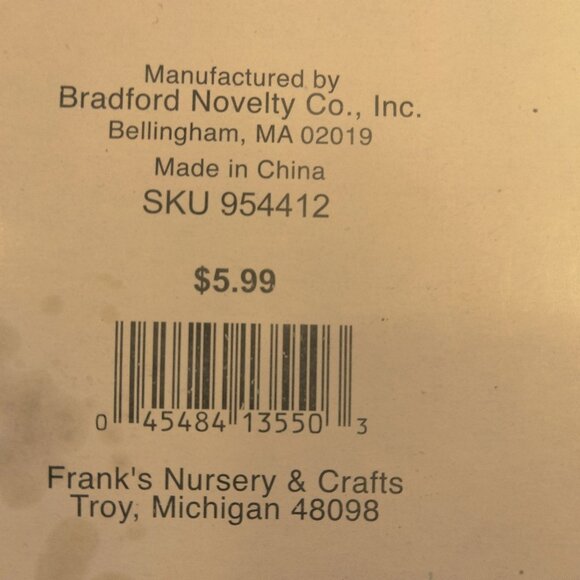 Manufactured by
Bradford Novelty Co., Inc.
Bellingham, MA 02019
Made in China
SKU 954412
$5.99
0 45484 13550 3
Frank's Nursery & Crafts
Troy, Michigan 48098